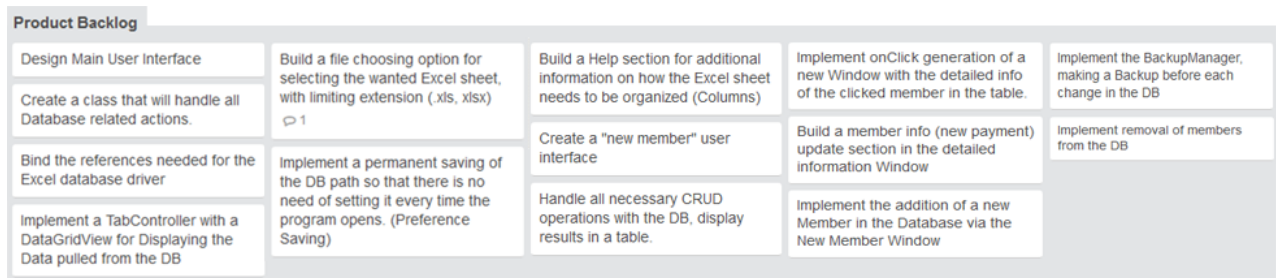 Product Backlog
Design Main User Interface
Create a class that will handle all
Database related actions.
Bind the references needed for the
Excel database driver
Implement a TabController with a
DataGridView for Displaying the
Data pulled from the DB
Build a file choosing option for
selecting the wanted Excel sheet,
with limiting extension (.xls, xlsx)
1
Implement a permanent saving of
the DB path so that there is no
need of setting it every time the
program opens. (Preference
Saving)
Build a Help section for additional
information on how the Excel sheet
needs to be organized (Columns)
Create a "new member" user
interface
Handle all necessary CRUD
operations with the DB, display
results in a table.
Implement onClick generation of a
new Window with the detailed info
of the clicked member in the table.
Build a member info (new payment)
update section in the detailed
information Window
Implement the addition of a new
Member in the Database via the
New Member Window
Implement the BackupManager,
making a Backup before each
change in the DB
Implement removal of members
from the DB